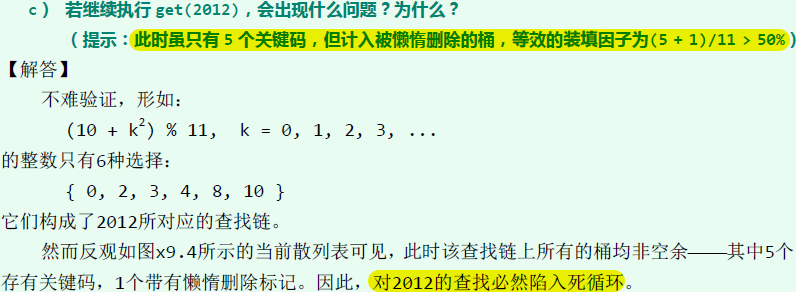 c） 若继续执行 get(2012)，会出现什么问题？为什么？
（提示：此时虽只有 5 个关键码，但计入被懒惰删除的桶，等效的装填因子为(5 + 1)/11 > 50%）
【解答】
不难验证，形如：
(10 + k²) % 11,  k = 0, 1, 2, 3, ...
的整数只有6种选择：
{ 0, 2, 3, 4, 8, 10 }
它们构成了2012所对应的查找链。
然而反观如图x9.4所示的当前散列表可见，此时该查找链上所有的桶均非空余——其中5个
存有关键码，1个带有懒惰删除标记。因此，对2012的查找必然陷入死循环。